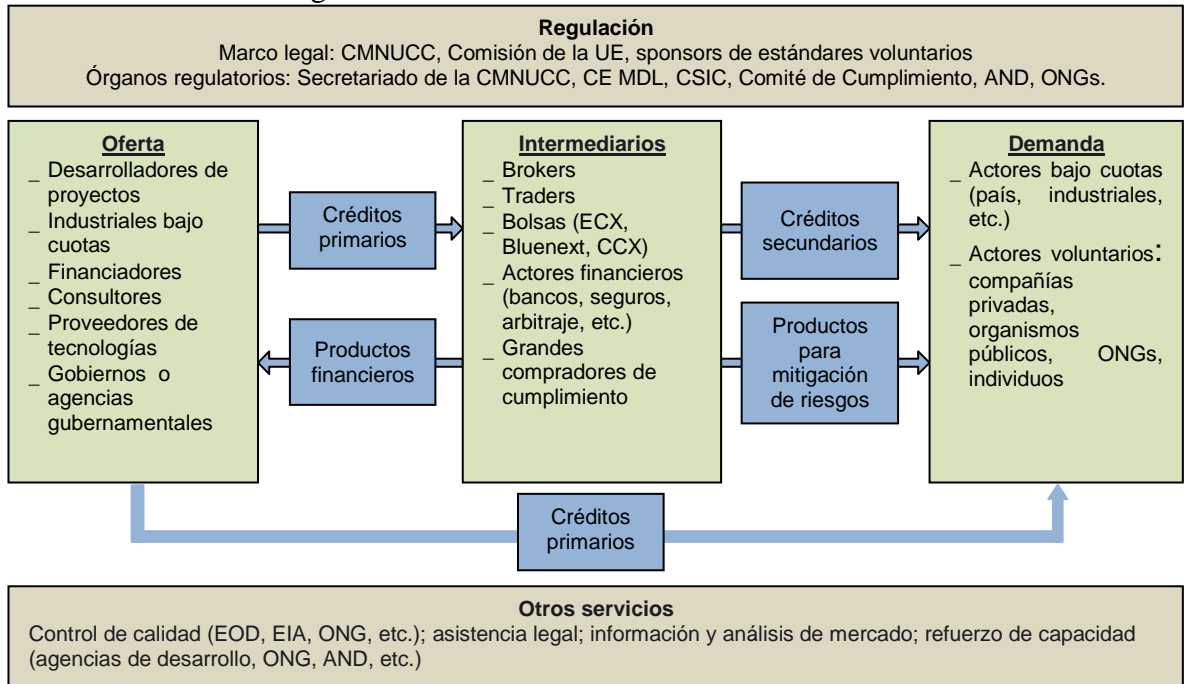 Regulación
Marco legal: CMNUCC, Comisión de la UE, sponsors de estándares voluntarios
Órganos regulatorios: Secretariado de la CMNUCC, CE MDL, CSIC, Comité de Cumplimiento, AND, ONGs.
Oferta
_ Desarrolladores de
proyectos
_ Industriales bajo
cuotas
_ Financiadores
_ Consultores
_ Proveedores de
tecnologías
_ Gobiernos o
agencias
gubernamentales
Créditos
primarios
Productos
financieros
Intermediarios
_ Brokers
_ Traders
_ Bolsas (ECX,
Bluenext, CCX)
_ Actores financieros
(bancos, seguros,
arbitraje, etc.)
_ Grandes
compradores de
cumplimiento
Créditos
secundarios
Productos
para
mitigación
de riesgos
Demanda
_ Actores bajo cuotas
(país, industriales,
etc.)
_ Actores voluntarios:
compañías
privadas,
organismos
públicos, ONGs,
individuos
Créditos
primarios
Otros servicios
Control de calidad (EOD, EIA, ONG, etc.); asistencia legal; información y análisis de mercado; refuerzo de capacidad
(agencias de desarrollo, ONG, AND, etc.)